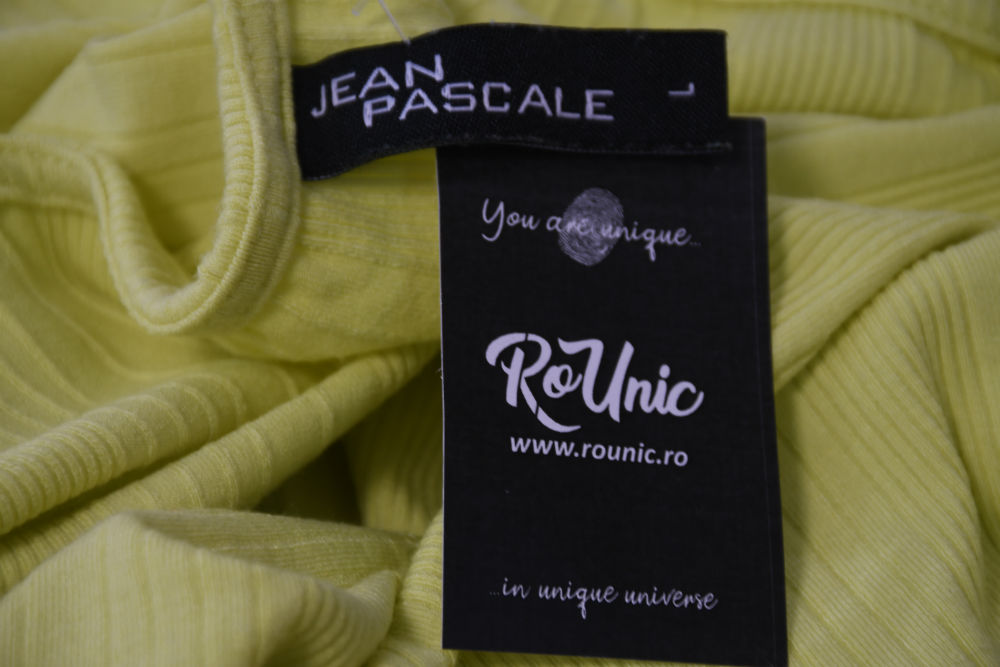 JEAN
PASCALE
L
You are unique...
RoUnic
www.rounic.ro
...in unique universe